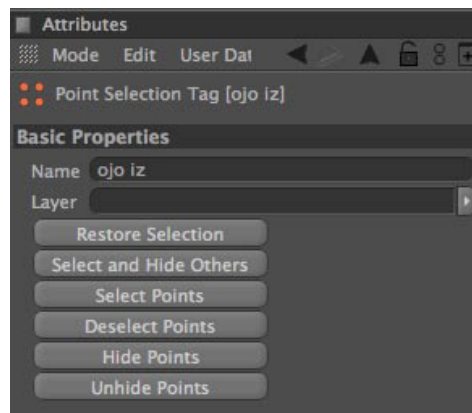 Attributes
Mode Edit User Dat
Point Selection Tag [ojo iz]
Basic Properties
Name ojo iz
Layer
Restore Selection
Select and Hide Others
Select Points
Deselect Points
Hide Points
Unhide Points